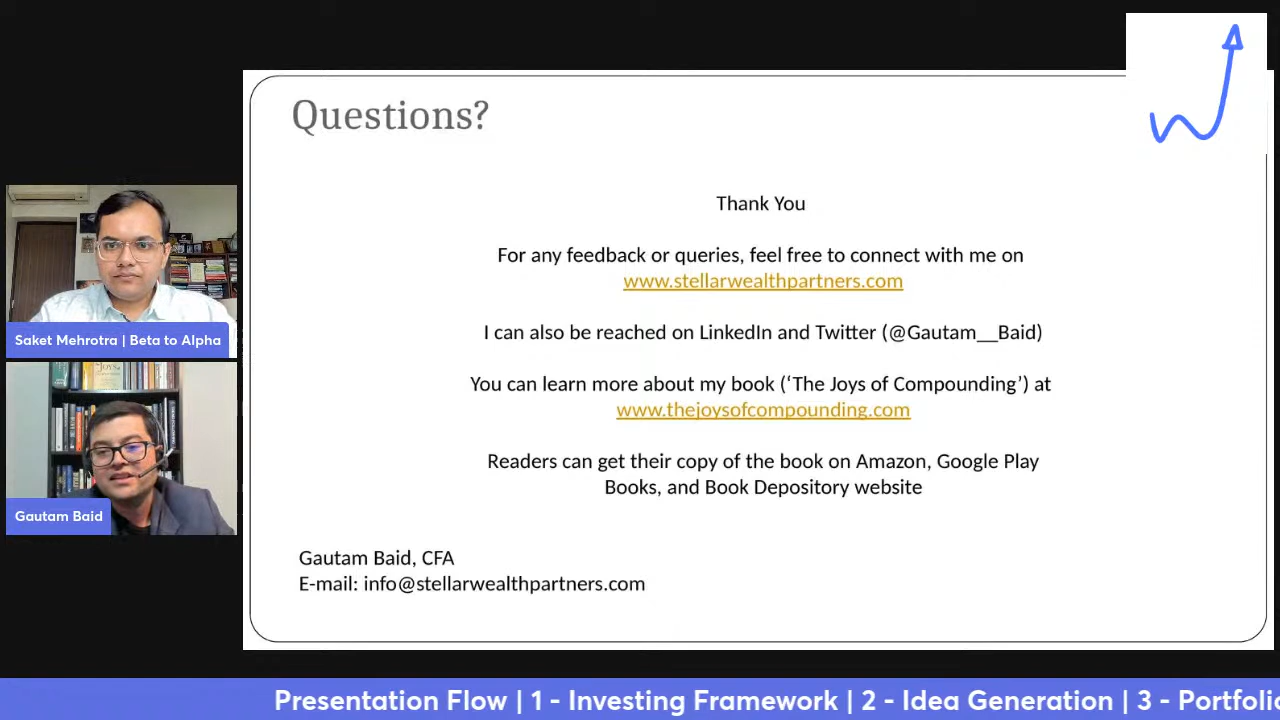 Questions?
Thank You
For any feedback or queries, feel free to connect with me on
www.stellarwealthpartners.com
I can also be reached on LinkedIn and Twitter (@Gautam__Baid)
You can learn more about my book (‘The Joys of Compounding’) at
www.thejoysofcompounding.com
Readers can get their copy of the book on Amazon, Google Play
Books, and Book Depository website
Gautam Baid, CFA
E-mail: info@stellarwealthpartners.com
Saket Mehrotra | Beta to Alpha
Gautam Baid
Presentation Flow | 1 - Investing Framework | 2 - Idea Generation | 3 - Portfolio